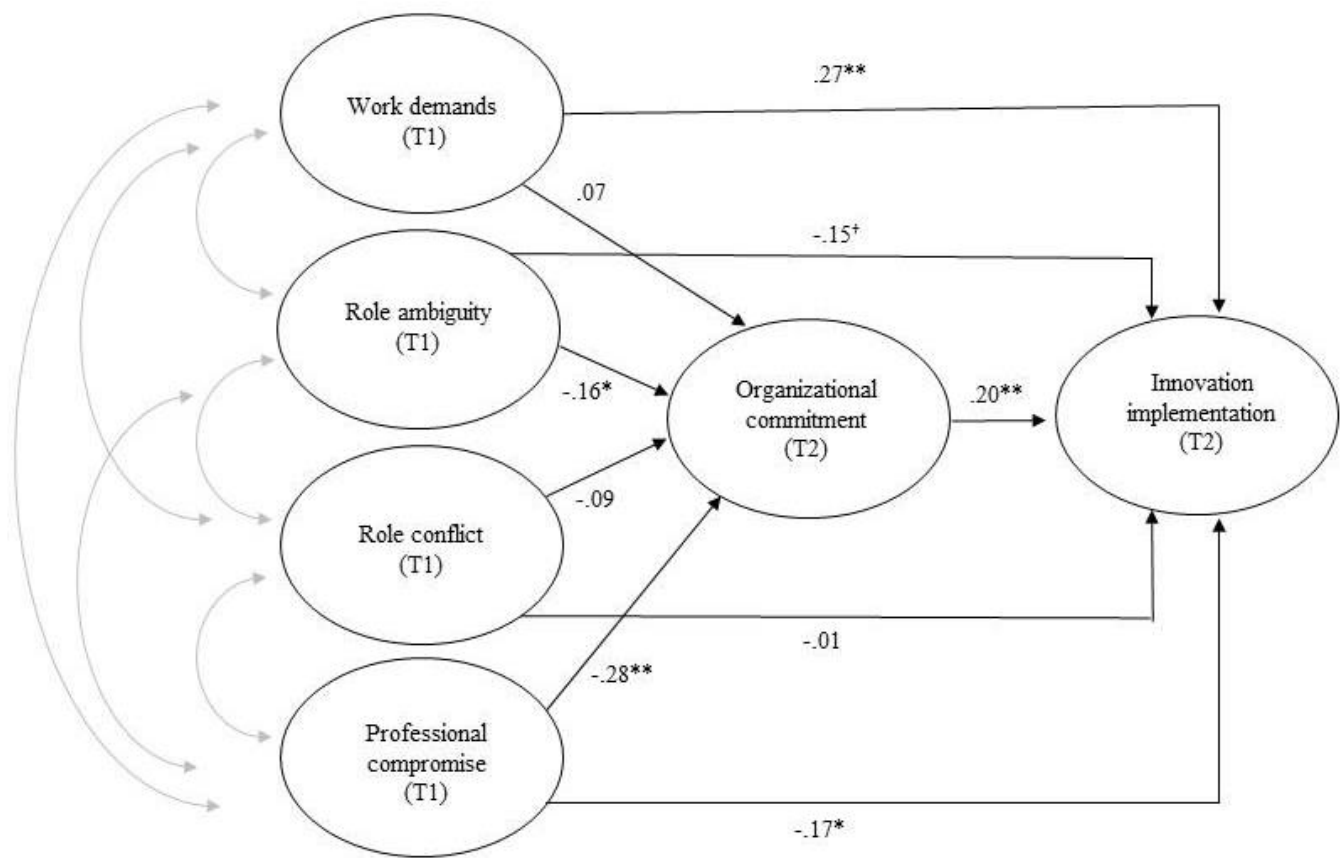 Work demands
(T1)
.27**
.07
Role ambiguity
(T1)
-.15†
-.16*
Organizational
commitment
(T2)
.20**
Innovation
implementation
(T2)
Role conflict
(T1)
-.09
-.01
Professional
compromise
(T1)
-.28**
-.17*